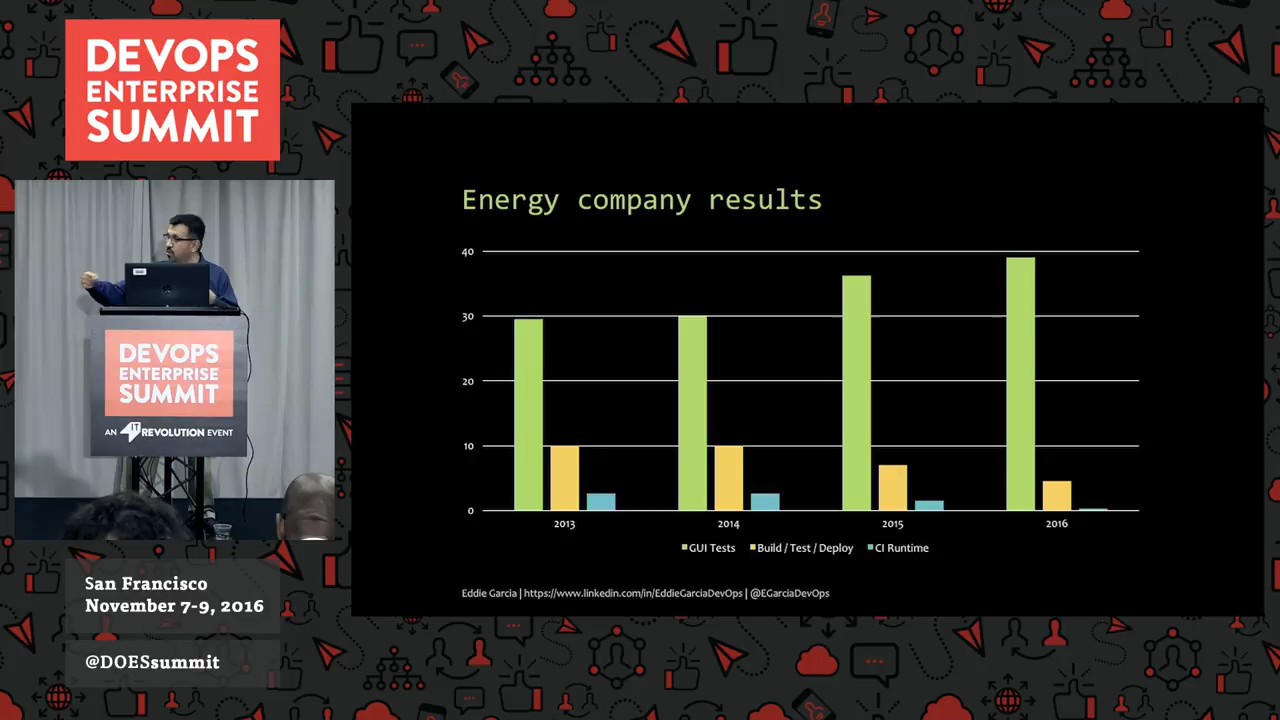 DEVOPS
ENTERPRISE
SUMMIT
DEVOPS
ENTERPRISE
SUMMIT
AN IT REVOLUTION EVENT
San Francisco
November 7-9, 2016
@DOESsummit
Energy company results
40
30
20
10
0
2013 2014 2015 2016
GUI Tests Build / Test / Deploy CI Runtime
Eddie Garcia | https://www.linkedin.com/in/EddieGarciaDevOps | @EGarciaDevOps